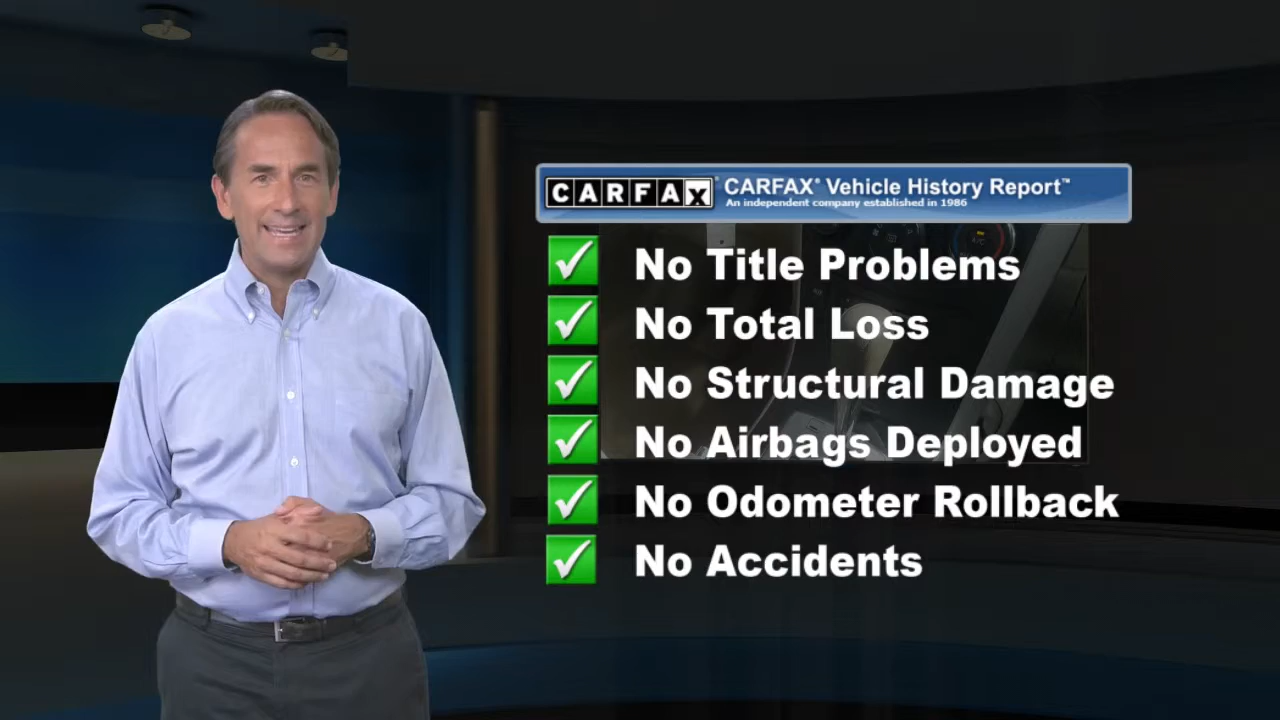 CARFAX® CARFAX® Vehicle History Report™
An independent company established in 1986
No Title Problems
No Total Loss
No Structural Damage
No Airbags Deployed
No Odometer Rollback
No Accidents